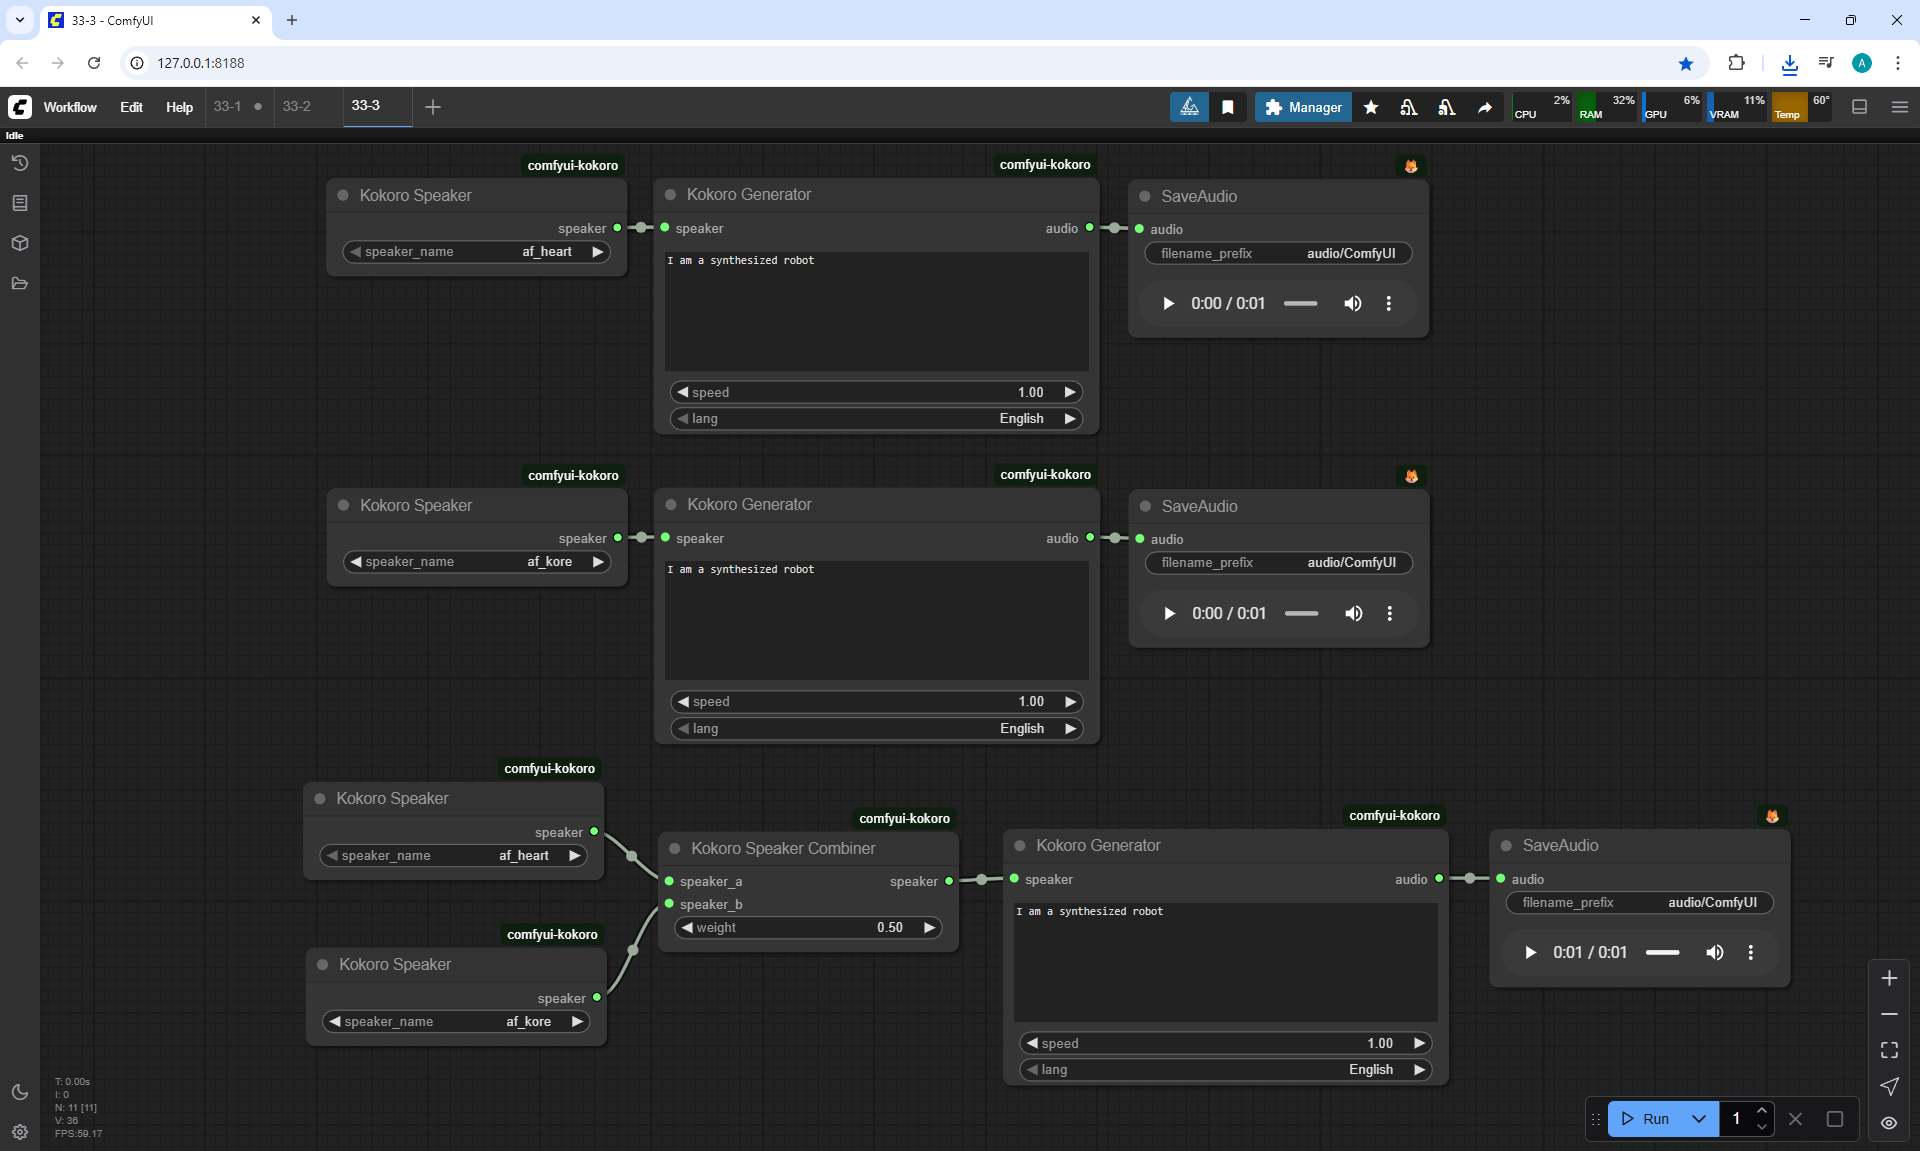 33-3 - ComfyUI
127.0.0.1:8188
Workflow Edit Help 33-1 33-2 33-3
Manager
CPU 2% RAM 32% GPU 6% VRAM 11% Temp 60°
Idle
comfyui-kokoro
Kokoro Speaker
speaker
speaker_name af_heart
comfyui-kokoro
Kokoro Generator
speaker audio
I am a synthesized robot
speed 1.00
lang English
SaveAudio
audio
filename_prefix audio/ComfyUI
0:00 / 0:01
comfyui-kokoro
Kokoro Speaker
speaker
speaker_name af_kore
comfyui-kokoro
Kokoro Generator
speaker audio
I am a synthesized robot
speed 1.00
lang English
SaveAudio
audio
filename_prefix audio/ComfyUI
0:00 / 0:01
comfyui-kokoro
Kokoro Speaker
speaker
speaker_name af_heart
comfyui-kokoro
Kokoro Speaker
speaker
speaker_name af_kore
comfyui-kokoro
Kokoro Speaker Combiner
speaker_a speaker
speaker_b
weight 0.50
comfyui-kokoro
Kokoro Generator
speaker audio
I am a synthesized robot
speed 1.00
lang English
SaveAudio
audio
filename_prefix audio/ComfyUI
0:01 / 0:01
T: 0.00s
I: 0
N: 11 [11]
V: 36
FPS:59.17
Run 1
A